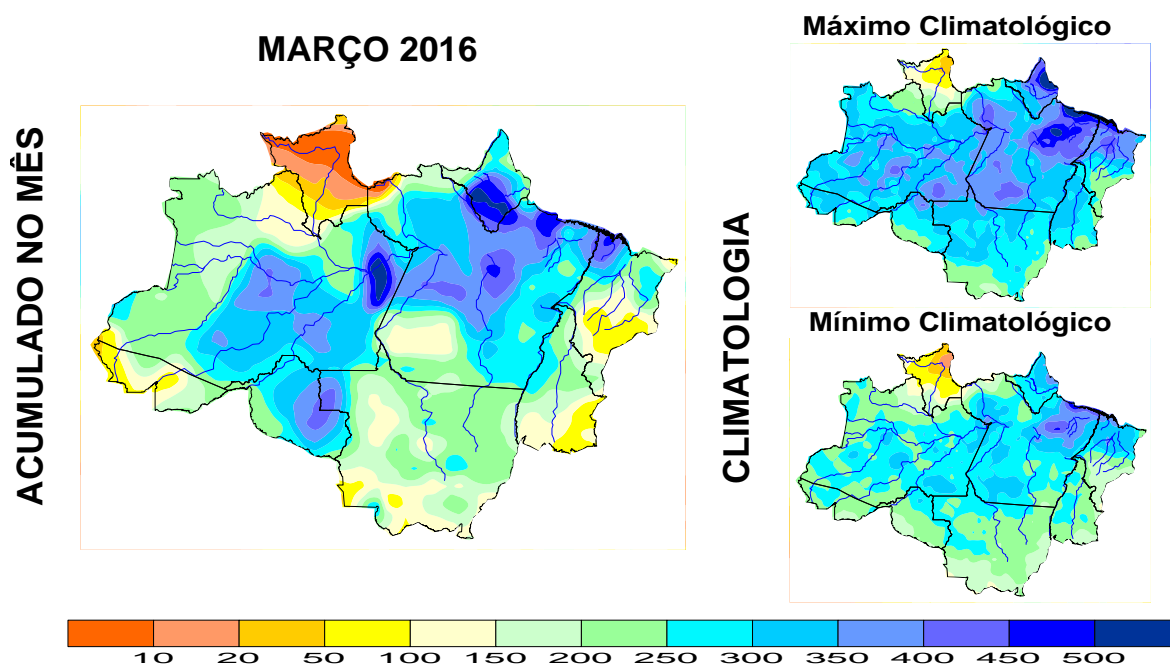 MARÇO 2016
ACUMULADO NO MÊS
Máximo Climatológico
CLIMATOLOGIA
Mínimo Climatológico
10 20 50 100 150 200 250 300 350 400 450 500